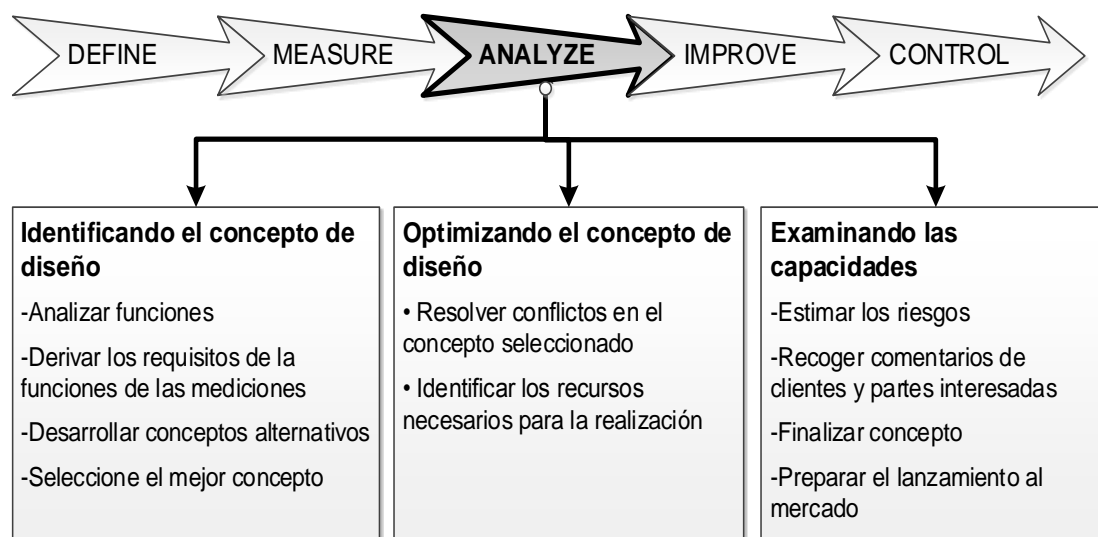 DEFINE
MEASURE
ANALYZE
IMPROVE
CONTROL
Identificando el concepto de
diseño
-Analizar funciones
-Derivar los requisitos de la
funciones de las mediciones
-Desarrollar conceptos alternativos
-Seleccione el mejor concepto
Optimizando el concepto de
diseño
• Resolver conflictos en el
concepto seleccionado
• Identificar los recursos
necesarios para la realización
Examinando las
capacidades
-Estimar los riesgos
-Recoger comentarios de
clientes y partes interesadas
-Finalizar concepto
-Preparar el lanzamiento al
mercado